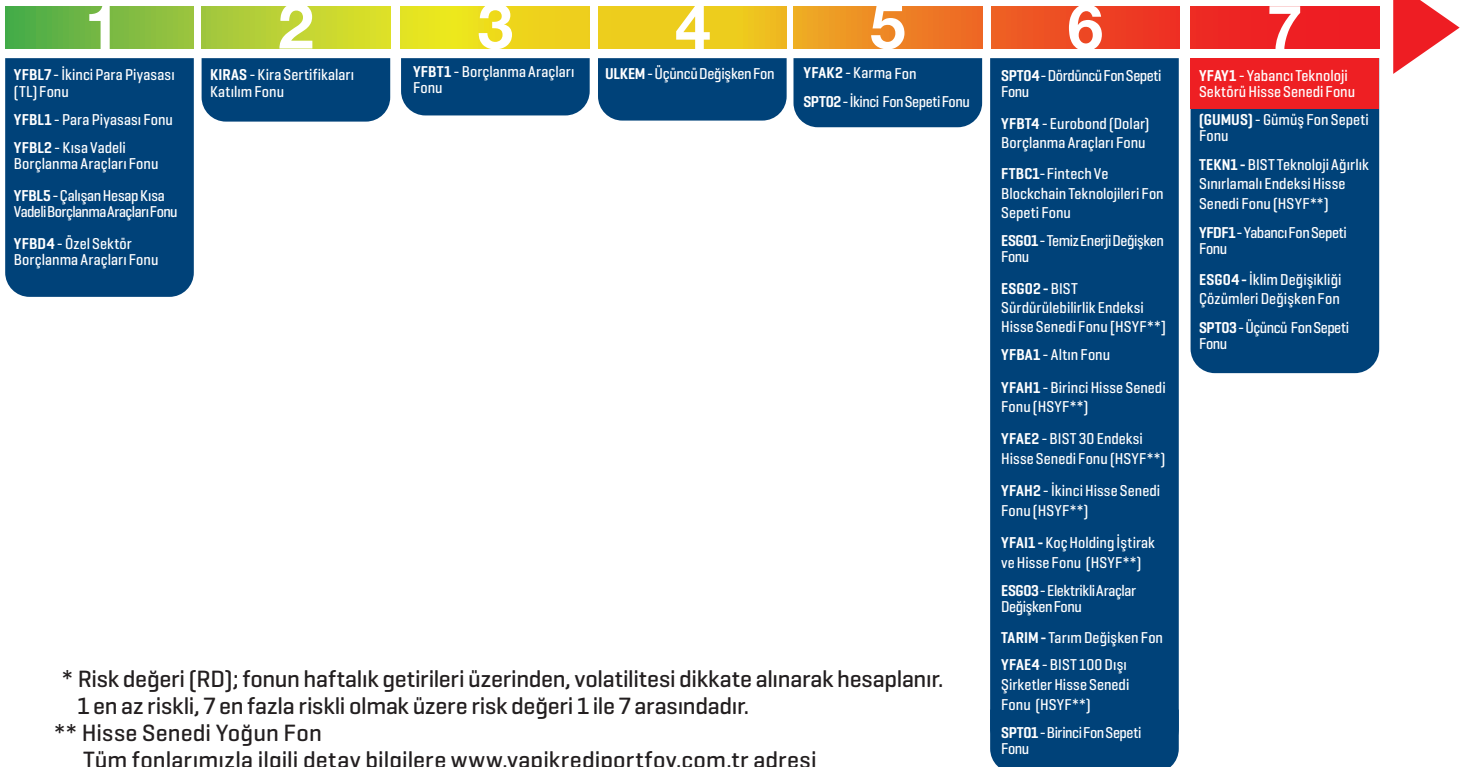 1
2
3
4
5
6
7
YFBL7 - İkinci Para Piyasası
(TL) Fonu
YFBL1 - Para Piyasası Fonu
YFBL2 - Kısa Vadeli
Borçlanma Araçları Fonu
YFBL5 - Çalışan Hesap Kısa
Vadeli Borçlanma Araçları Fonu
YFBD4 - Özel Sektör
Borçlanma Araçları Fonu
KIRAS - Kira Sertifikaları
Katılım Fonu
YFBT1 - Borçlanma Araçları
Fonu
ULKEM - Üçüncü Değişken Fon
YFAK2 - Karma Fon
SPT02 - İkinci Fon Sepeti Fonu
SPT04 - Dördüncü Fon Sepeti
Fonu
YFBT4 - Eurobond (Dolar)
Borçlanma Araçları Fonu
FTBC1- Fintech Ve
Blockchain Teknolojileri Fon
Sepeti Fonu
ESG01 - Temiz Enerji Değişken
Fonu
ESG02 - BIST
Sürdürülebilirlik Endeksi
Hisse Senedi Fonu (HSYF**)
YFBA1 - Altın Fonu
YFAH1 - Birinci Hisse Senedi
Fonu (HSYF**)
YFAE2 - BIST 30 Endeksi
Hisse Senedi Fonu (HSYF**)
YFAH2 - İkinci Hisse Senedi
Fonu (HSYF**)
YFAI1 - Koç Holding İştirak
ve Hisse Fonu (HSYF**)
ESG03 - Elektrikli Araçlar
Değişken Fonu
TARIM - Tarım Değişken Fon
YFAE4 - BIST 100 Dışı
Şirketler Hisse Senedi
Fonu (HSYF**)
SPT01 - Birinci Fon Sepeti
Fonu
YFAY1 - Yabancı Teknoloji
Sektörü Hisse Senedi Fonu
(GUMUS) - Gümüş Fon Sepeti
Fonu
TEKN1 - BIST Teknoloji Ağırlık
Sınırlamalı Endeksi Hisse
Senedi Fonu (HSYF**)
YFDF1 - Yabancı Fon Sepeti
Fonu
ESG04 - İklim Değişikliği
Çözümleri Değişken Fon
SPT03 - Üçüncü Fon Sepeti
Fonu
* Risk değeri (RD); fonun haftalık getirileri üzerinden, volatilitesi dikkate alınarak hesaplanır.
1 en az riskli, 7 en fazla riskli olmak üzere risk değeri 1 ile 7 arasındadır.
** Hisse Senedi Yoğun Fon
Tüm fonlarımızla ilgili detay bilgilere www.yapikrediportfoy.com.tr adresi